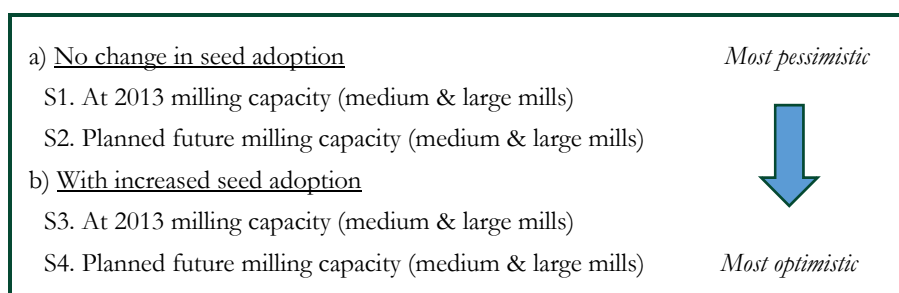 a) No change in seed adoption Most pessimistic
S1. At 2013 milling capacity (medium & large mills)
S2. Planned future milling capacity (medium & large mills)
b) With increased seed adoption
S3. At 2013 milling capacity (medium & large mills)
S4. Planned future milling capacity (medium & large mills) Most optimistic